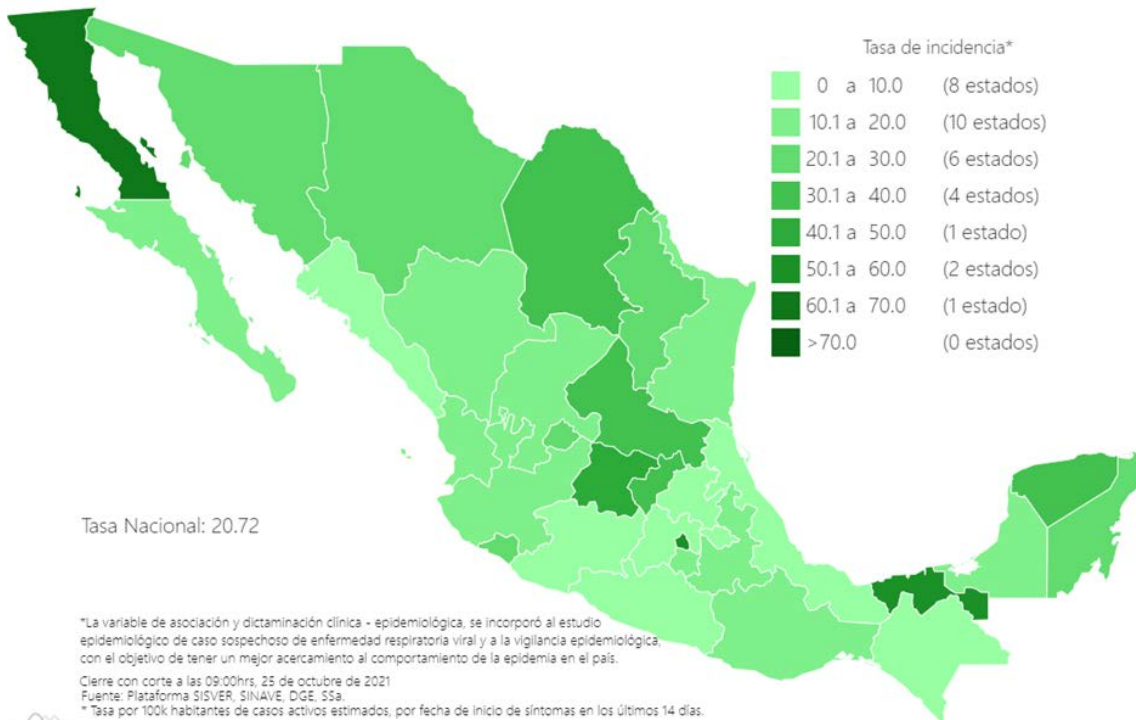 Tasa de incidencia*
0 a 10.0 (8 estados)
10.1 a 20.0 (10 estados)
20.1 a 30.0 (6 estados)
30.1 a 40.0 (4 estados)
40.1 a 50.0 (1 estado)
50.1 a 60.0 (2 estados)
60.1 a 70.0 (1 estado)
>70.0 (0 estados)
Tasa Nacional: 20.72
*La variable de asociación y dictaminación clínica - epidemiológica, se incorporó al estudio
epidemiológico de caso sospechoso de enfermedad respiratoria viral y a la vigilancia epidemiológica,
con el objetivo de tener un mejor acercamiento al comportamiento de la epidemia en el país.
Cierre con corte a las 09:00hrs, 25 de octubre de 2021
Fuente: Plataforma SISVER, SINAVE, DGE, SSa.
* Tasa por 100k habitantes de casos activos estimados, por fecha de inicio de síntomas en los últimos 14 días.